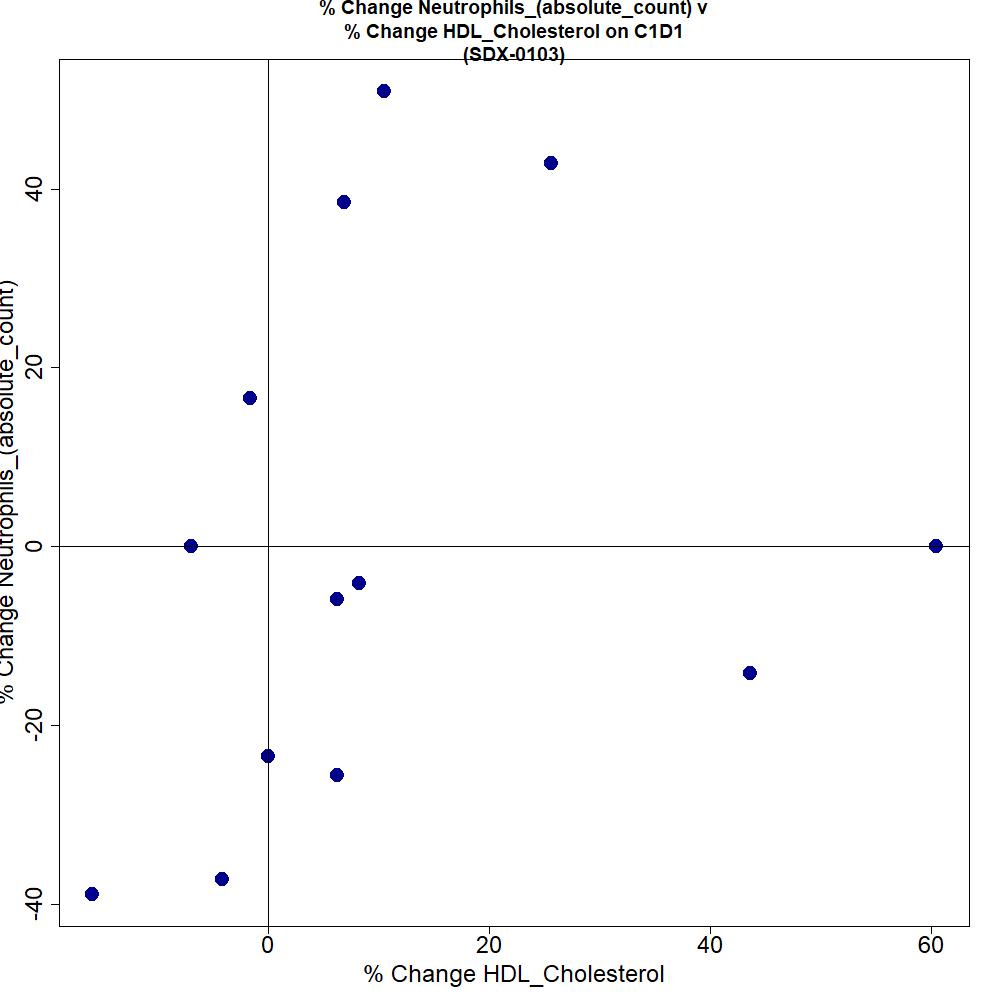 % Change Neutrophils_(absolute_count) v
% Change HDL_Cholesterol on C1D1
(SDX-0103)
% Change Neutrophils_(absolute_count)
40
20
0
-20
-40
0
20
40
60
% Change HDL_Cholesterol